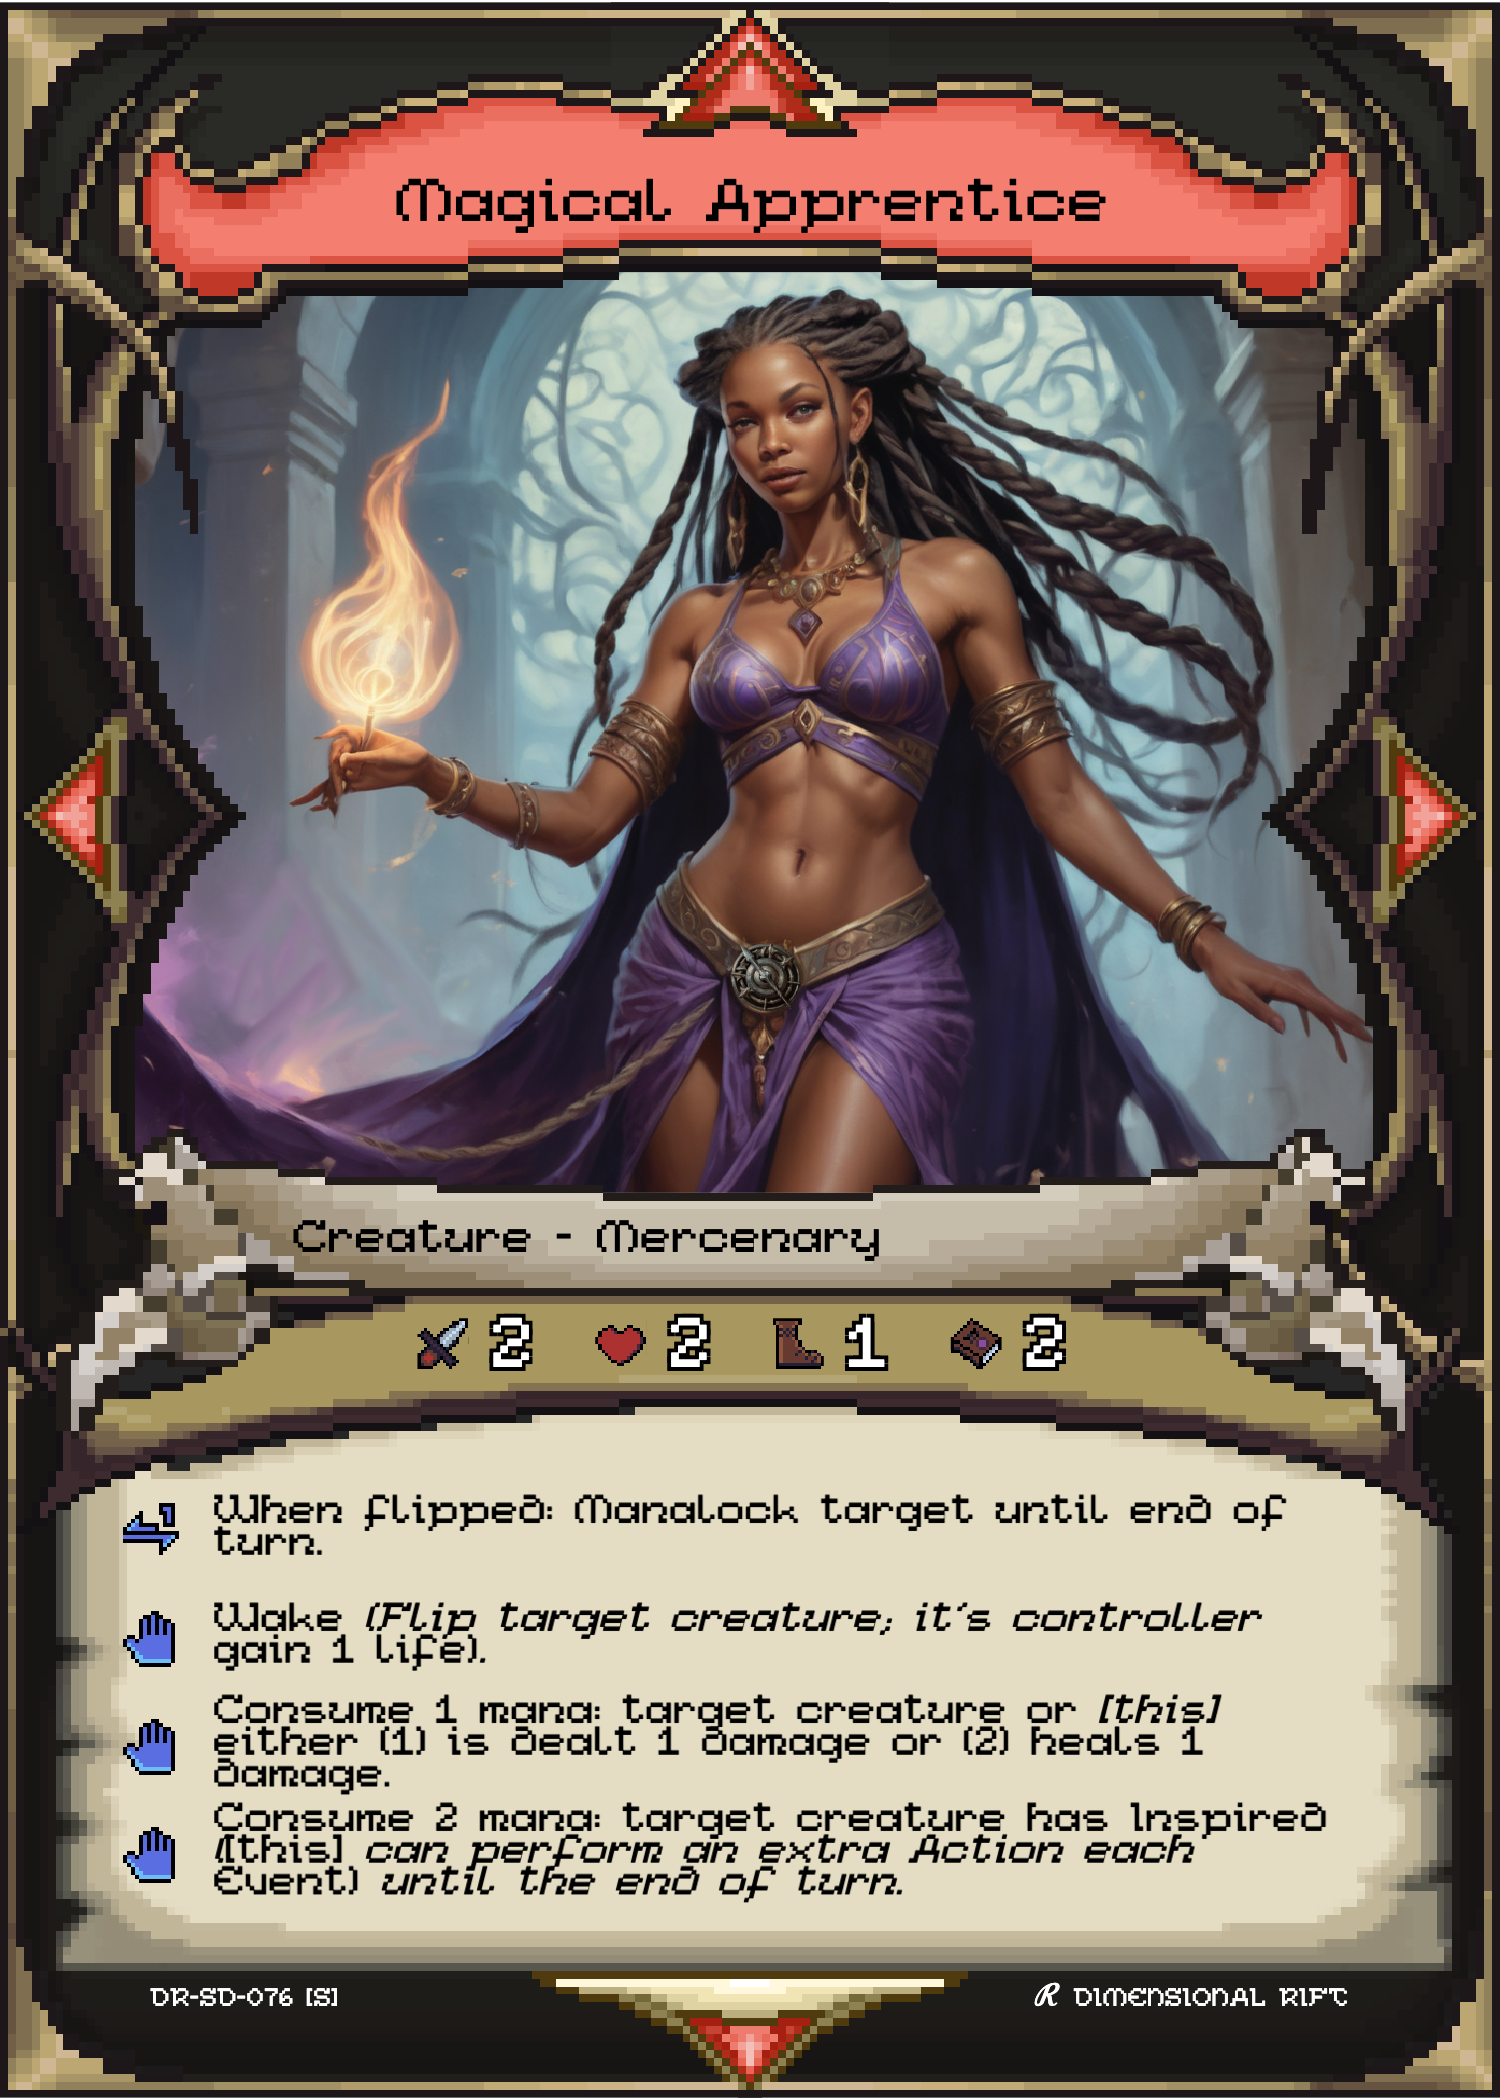 Magical Apprentice
Creature - Mercenary
2 2 1 2
When flipped: Manalock target until end of
turn.
Wake (Flip target creature; it's controller
gain 1 life).
Consume 1 mana: target creature or [this]
either (1) is dealt 1 damage or (2) heals 1
damage.
Consume 2 mana: target creature has Inspired
([this] can perform an extra Action each
Event) until the end of turn.
DR-SD-076 [S]
R DIMENSIONAL RIFT